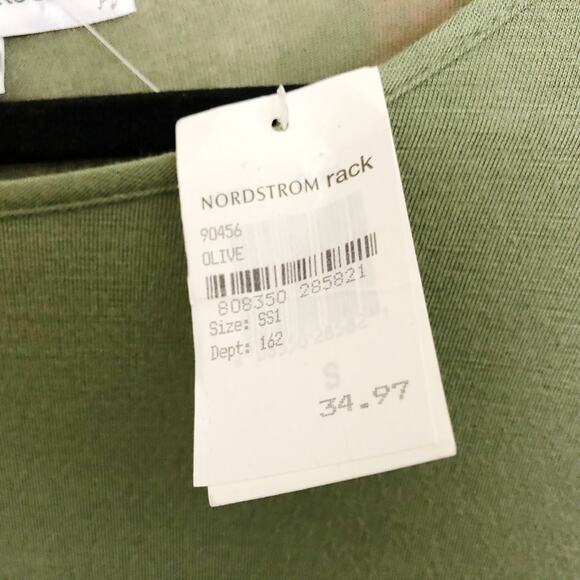 NORDSTROM rack
90456
OLIVE
808350 285821
Size: SS1
Dept: 162
S
34.97